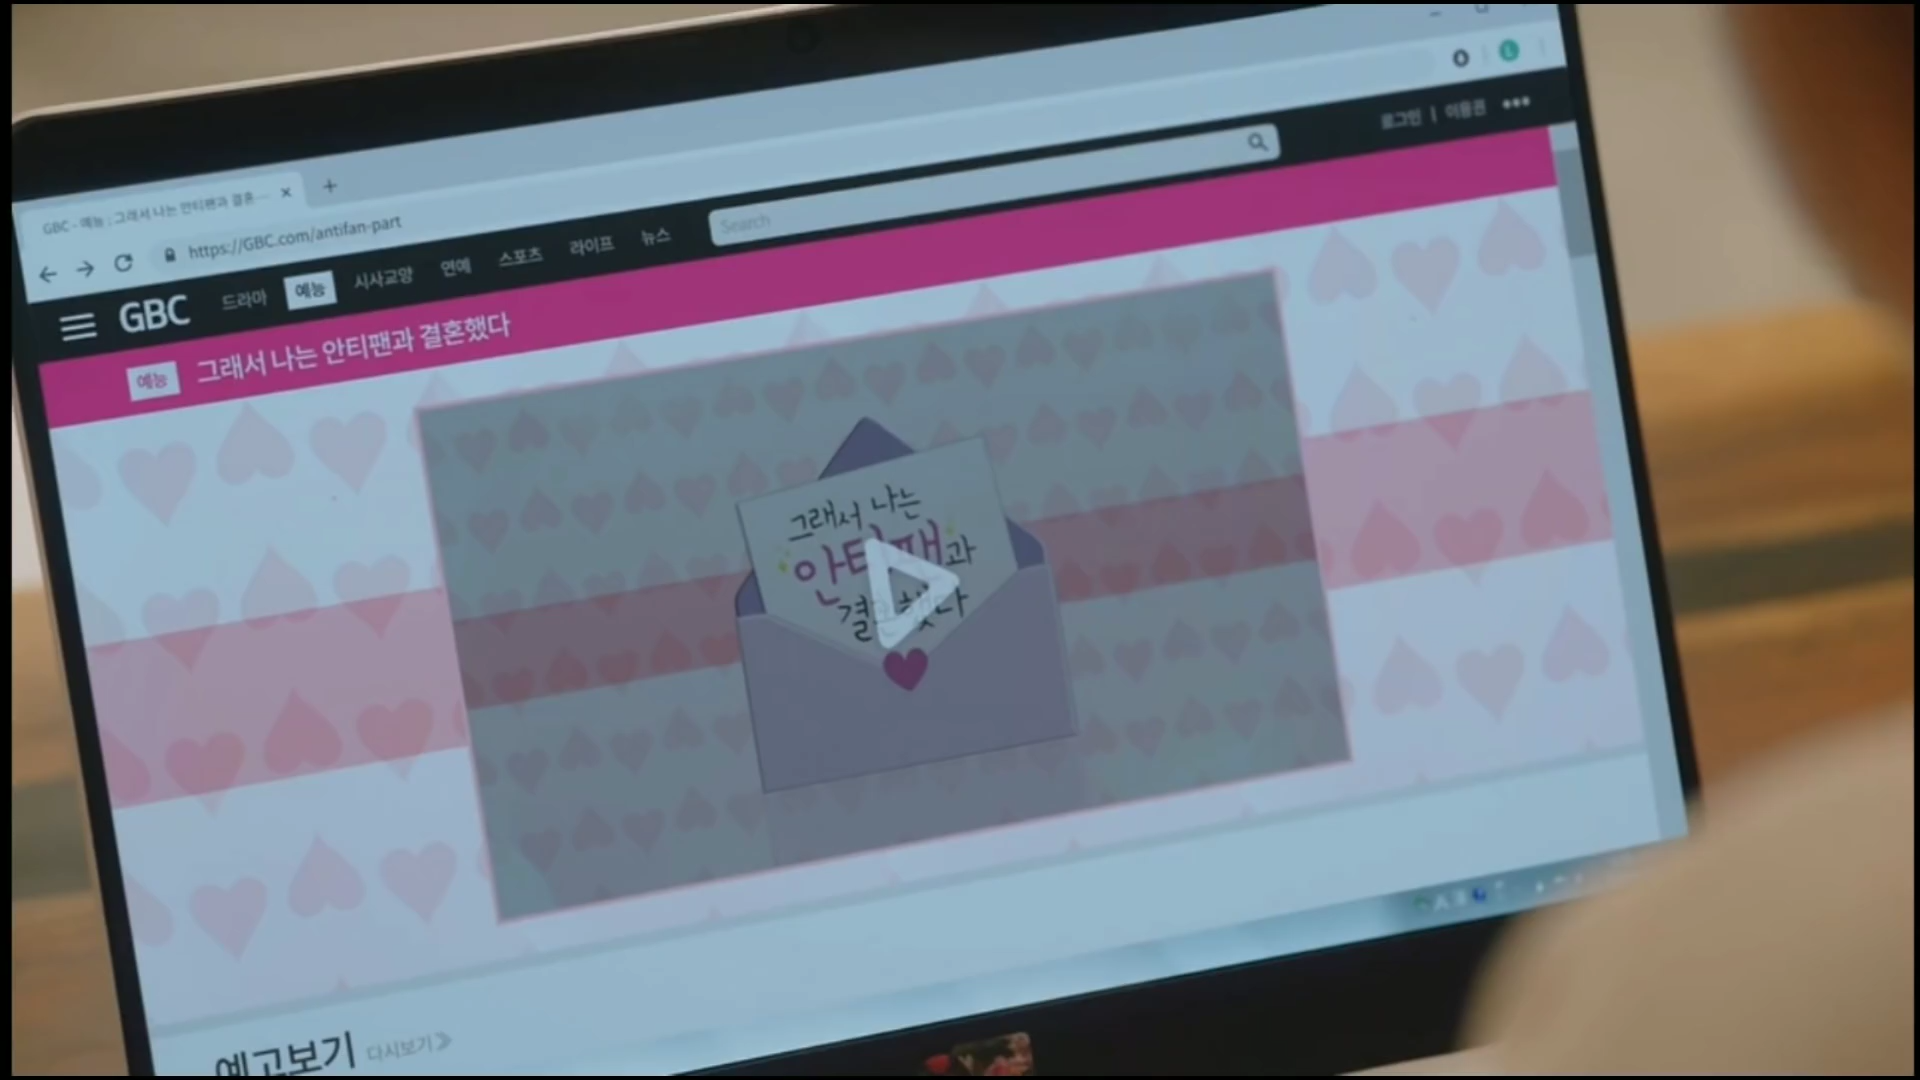 GBC - 예능 ; 그래서 나는 안티팬과 결혼…
https://GBC.com/antifan-part
GBC 드라마 예능 시사교양 연예 스포츠 라이프 뉴스 Search 로그인 | 이용권
예능 그래서 나는 안티팬과 결혼했다
그래서 나는
안티팬과
결혼했다
예고보기 다시보기